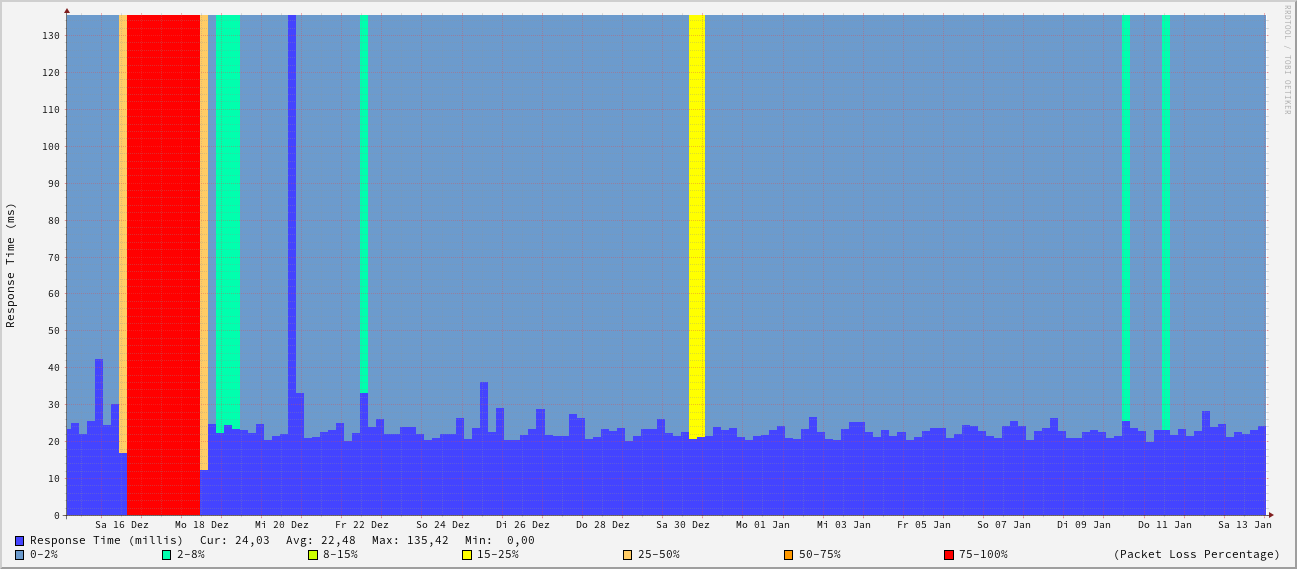 RRDTOOL / TOBI OETIKER
Response Time (ms)
130
120
110
100
90
80
70
60
50
40
30
20
10
0
Sa 16 Dez Mo 18 Dez Mi 20 Dez Fr 22 Dez So 24 Dez Di 26 Dez Do 28 Dez Sa 30 Dez Mo 01 Jan Mi 03 Jan Fr 05 Jan So 07 Jan Di 09 Jan Do 11 Jan Sa 13 Jan
Response Time (millis) Cur: 24,03 Avg: 22,48 Max: 135,42 Min: 0,00
0-2% 2-8% 8-15% 15-25% 25-50% 50-75% 75-100% (Packet Loss Percentage)